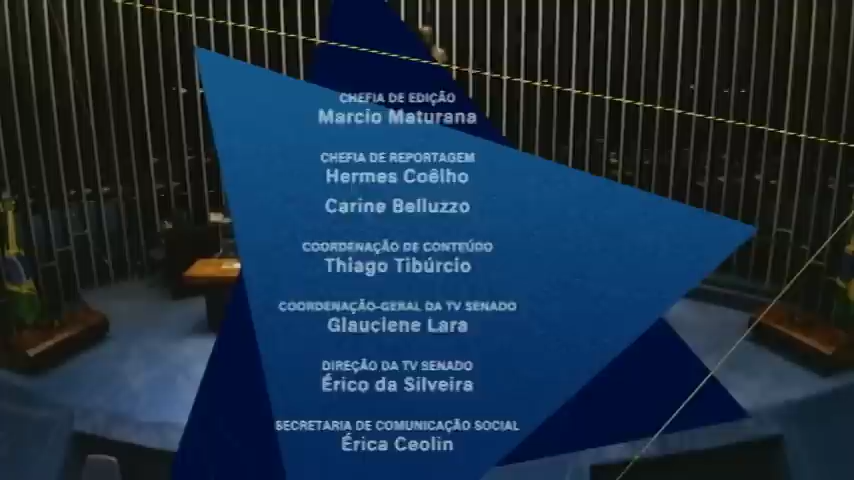 CHEFIA DE EDIÇÃO
Marcio Maturana
CHEFIA DE REPORTAGEM
Hermes Coêlho
Carine Belluzzo
COORDENAÇÃO DE CONTEÚDO
Thiago Tibúrcio
COORDENAÇÃO-GERAL DA TV SENADO
Glauciene Lara
DIREÇÃO DA TV SENADO
Érico da Silveira
SECRETARIA DE COMUNICAÇÃO SOCIAL
Érica Ceolin